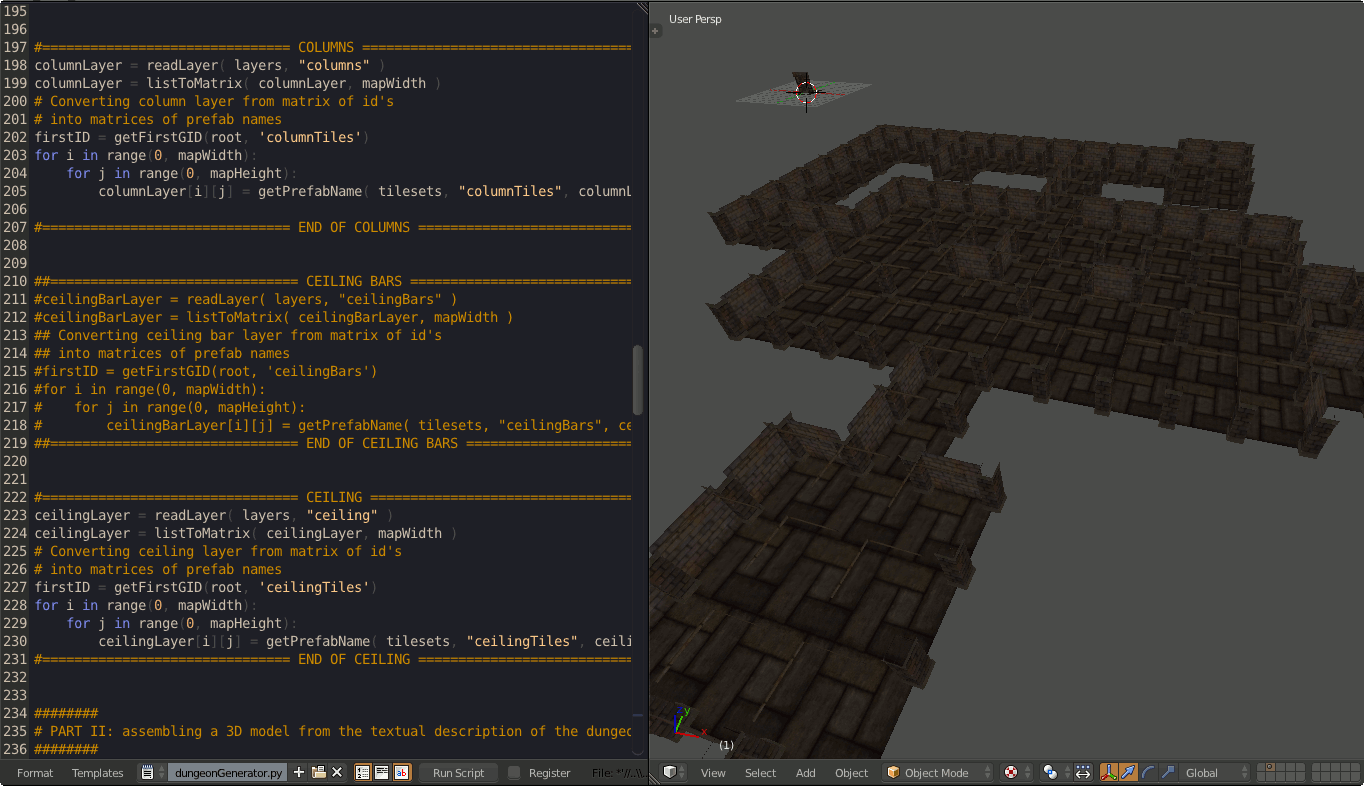 195
196
197 #=============================== COLUMNS ==================================
198 columnLayer = readLayer( layers, "columns" )
199 columnLayer = listToMatrix( columnLayer, mapWidth )
200 # Converting column layer from matrix of id's
201 # into matrices of prefab names
202 firstID = getFirstGID(root, 'columnTiles')
203 for i in range(0, mapWidth):
204     for j in range(0, mapHeight):
205         columnLayer[i][j] = getPrefabName( tilesets, "columnTiles", columnL
206
207 #=============================== END OF COLUMNS ===========================
208
209
210 ##=============================== CEILING BARS ============================
211 #ceilingBarLayer = readLayer( layers, "ceilingBars" )
212 #ceilingBarLayer = listToMatrix( ceilingBarLayer, mapWidth )
213 ## Converting ceiling bar layer from matrix of id's
214 ## into matrices of prefab names
215 #firstID = getFirstGID(root, 'ceilingBars')
216 #for i in range(0, mapWidth):
217 #    for j in range(0, mapHeight):
218 #        ceilingBarLayer[i][j] = getPrefabName( tilesets, "ceilingBars", ce
219 ##=============================== END OF CEILING BARS =====================
220
221
222 #================================ CEILING =================================
223 ceilingLayer = readLayer( layers, "ceiling" )
224 ceilingLayer = listToMatrix( ceilingLayer, mapWidth )
225 # Converting ceiling layer from matrix of id's
226 # into matrices of prefab names
227 firstID = getFirstGID(root, 'ceilingTiles')
228 for i in range(0, mapWidth):
229     for j in range(0, mapHeight):
230         ceilingLayer[i][j] = getPrefabName( tilesets, "ceilingTiles", ceili
231 #=============================== END OF CEILING ===========================
232
233
234 ########
235 # PART II: assembling a 3D model from the textual description of the dungeo
236 ########
Format Templates dungeonGenerator.py ab Run Script Register File: *'//..\\..
User Persp
y
x
(1)
View Select Add Object Object Mode Global